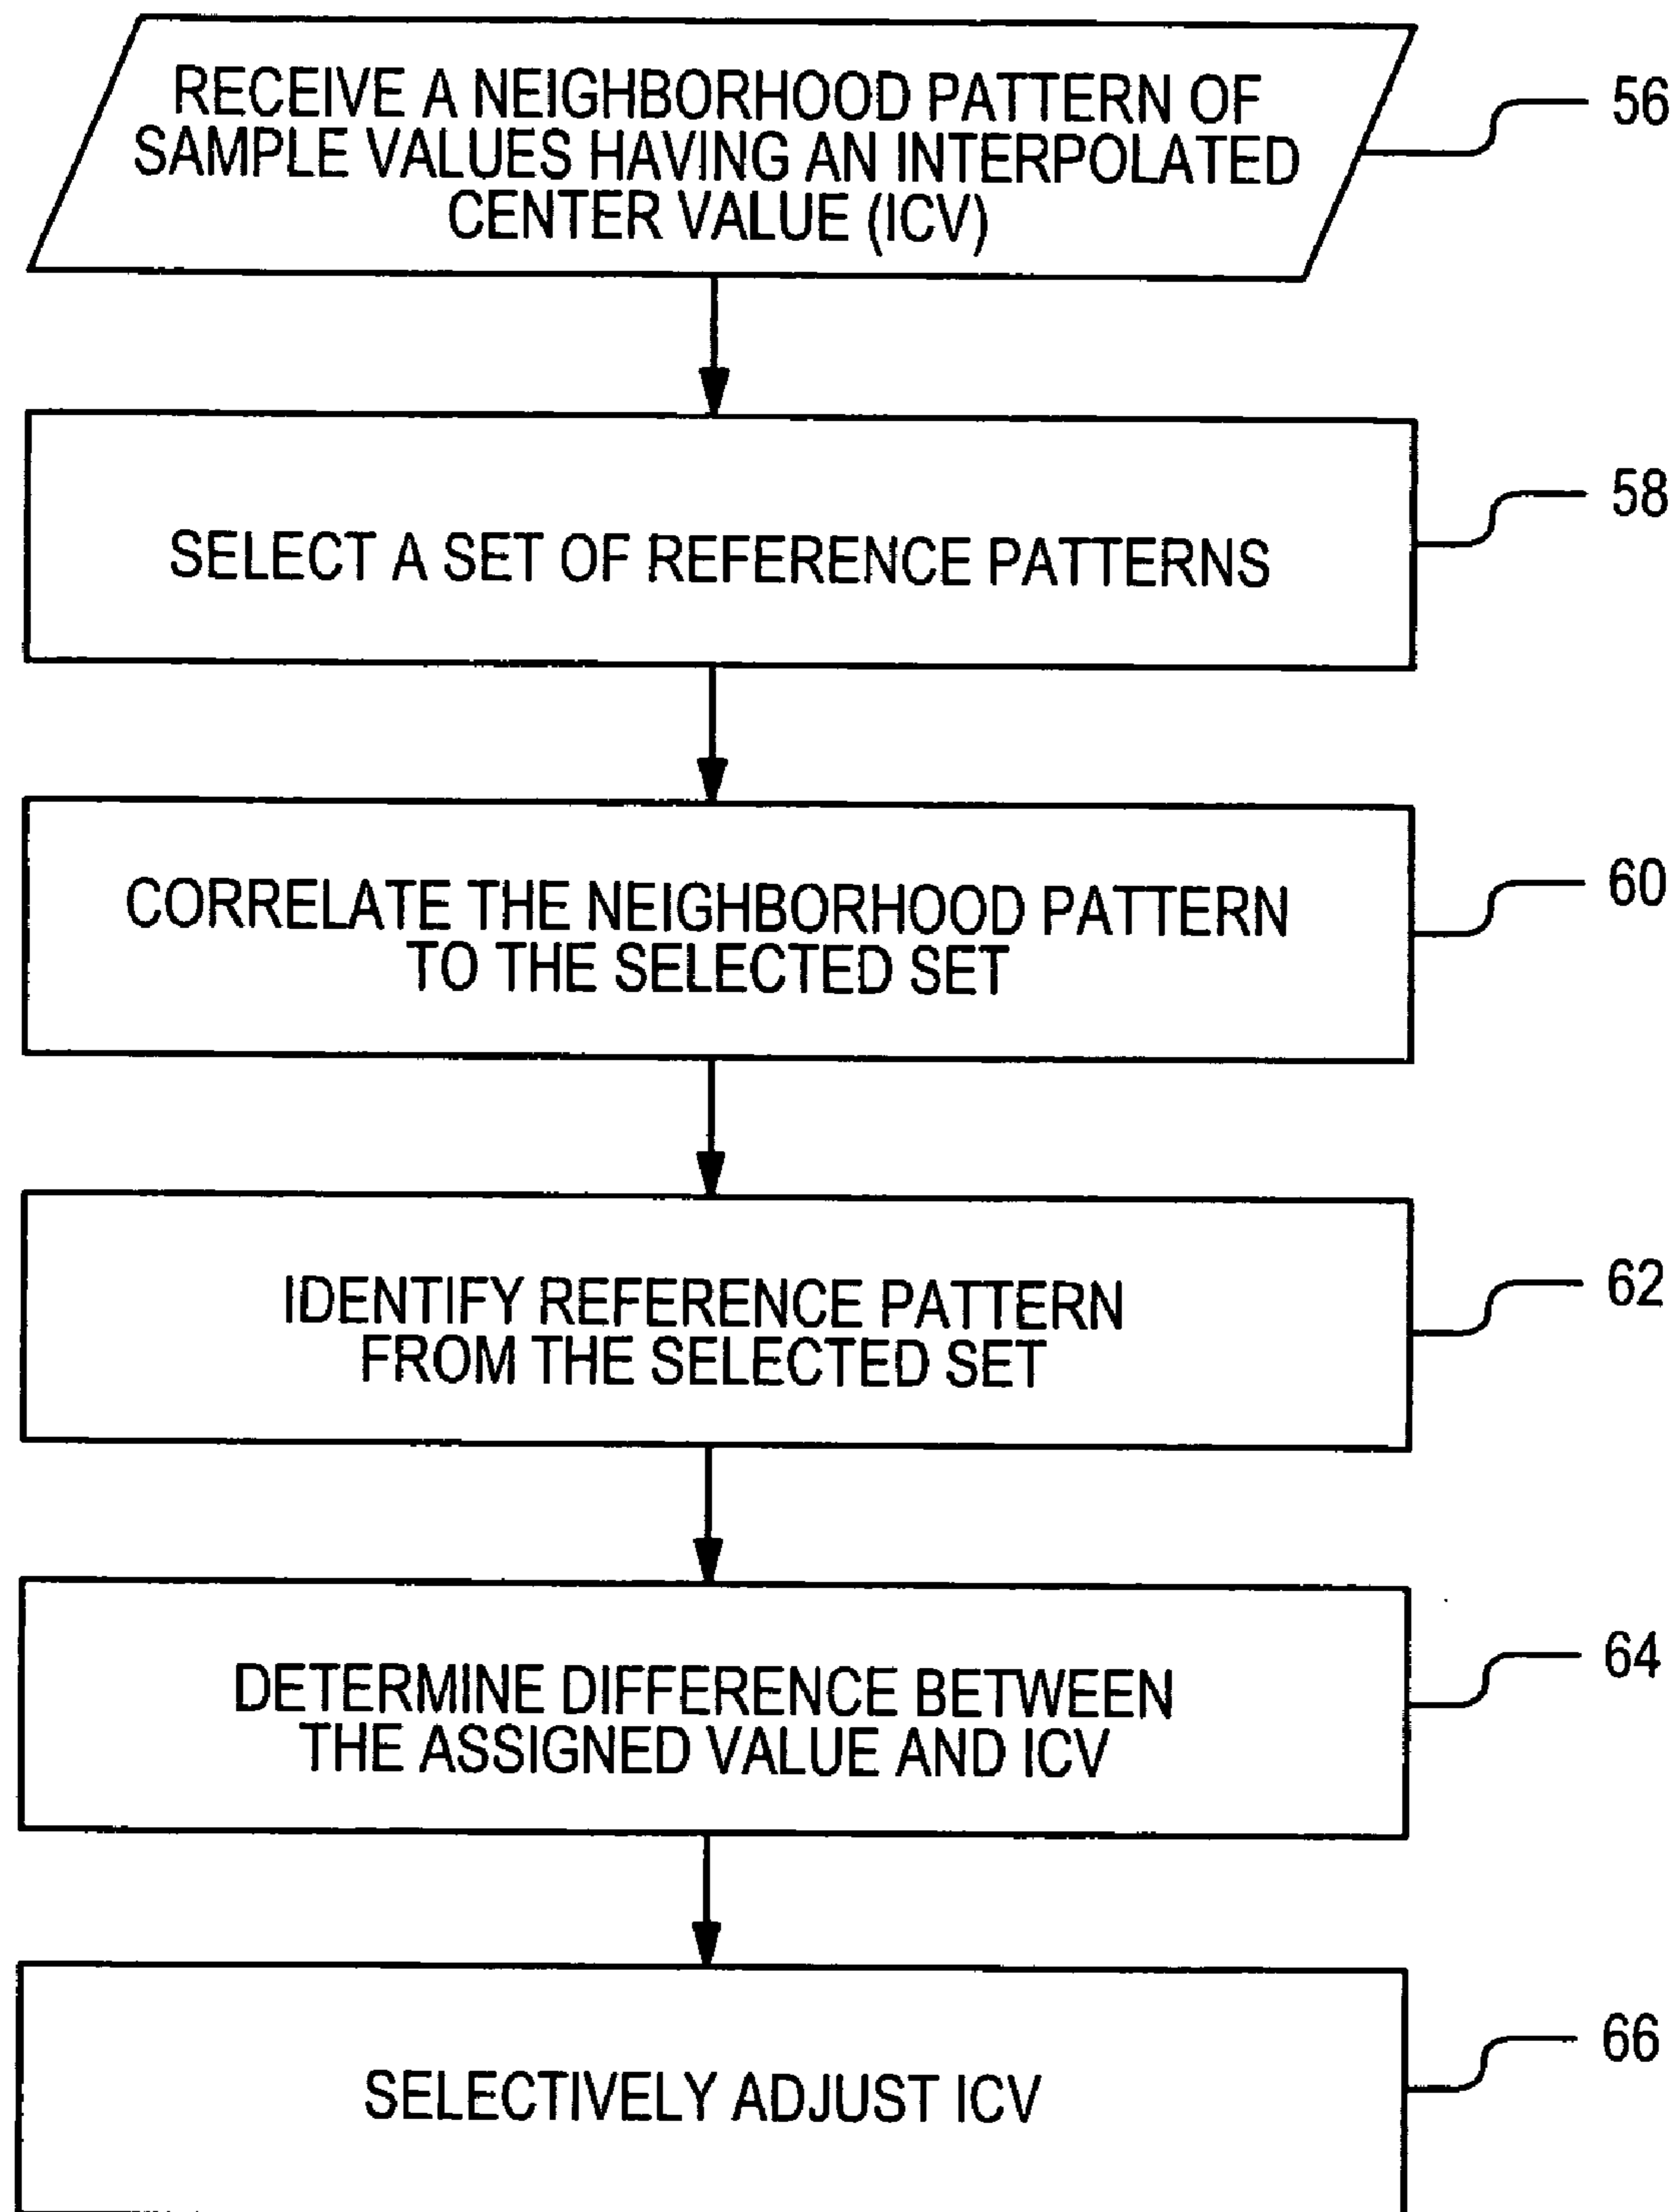 RECEIVE A NEIGHBORHOOD PATTERN OF
SAMPLE VALUES HAVING AN INTERPOLATED
CENTER VALUE (ICV)
56
SELECT A SET OF REFERENCE PATTERNS
58
CORRELATE THE NEIGHBORHOOD PATTERN
TO THE SELECTED SET
60
IDENTIFY REFERENCE PATTERN
FROM THE SELECTED SET
62
DETERMINE DIFFERENCE BETWEEN
THE ASSIGNED VALUE AND ICV
64
SELECTIVELY ADJUST ICV
66